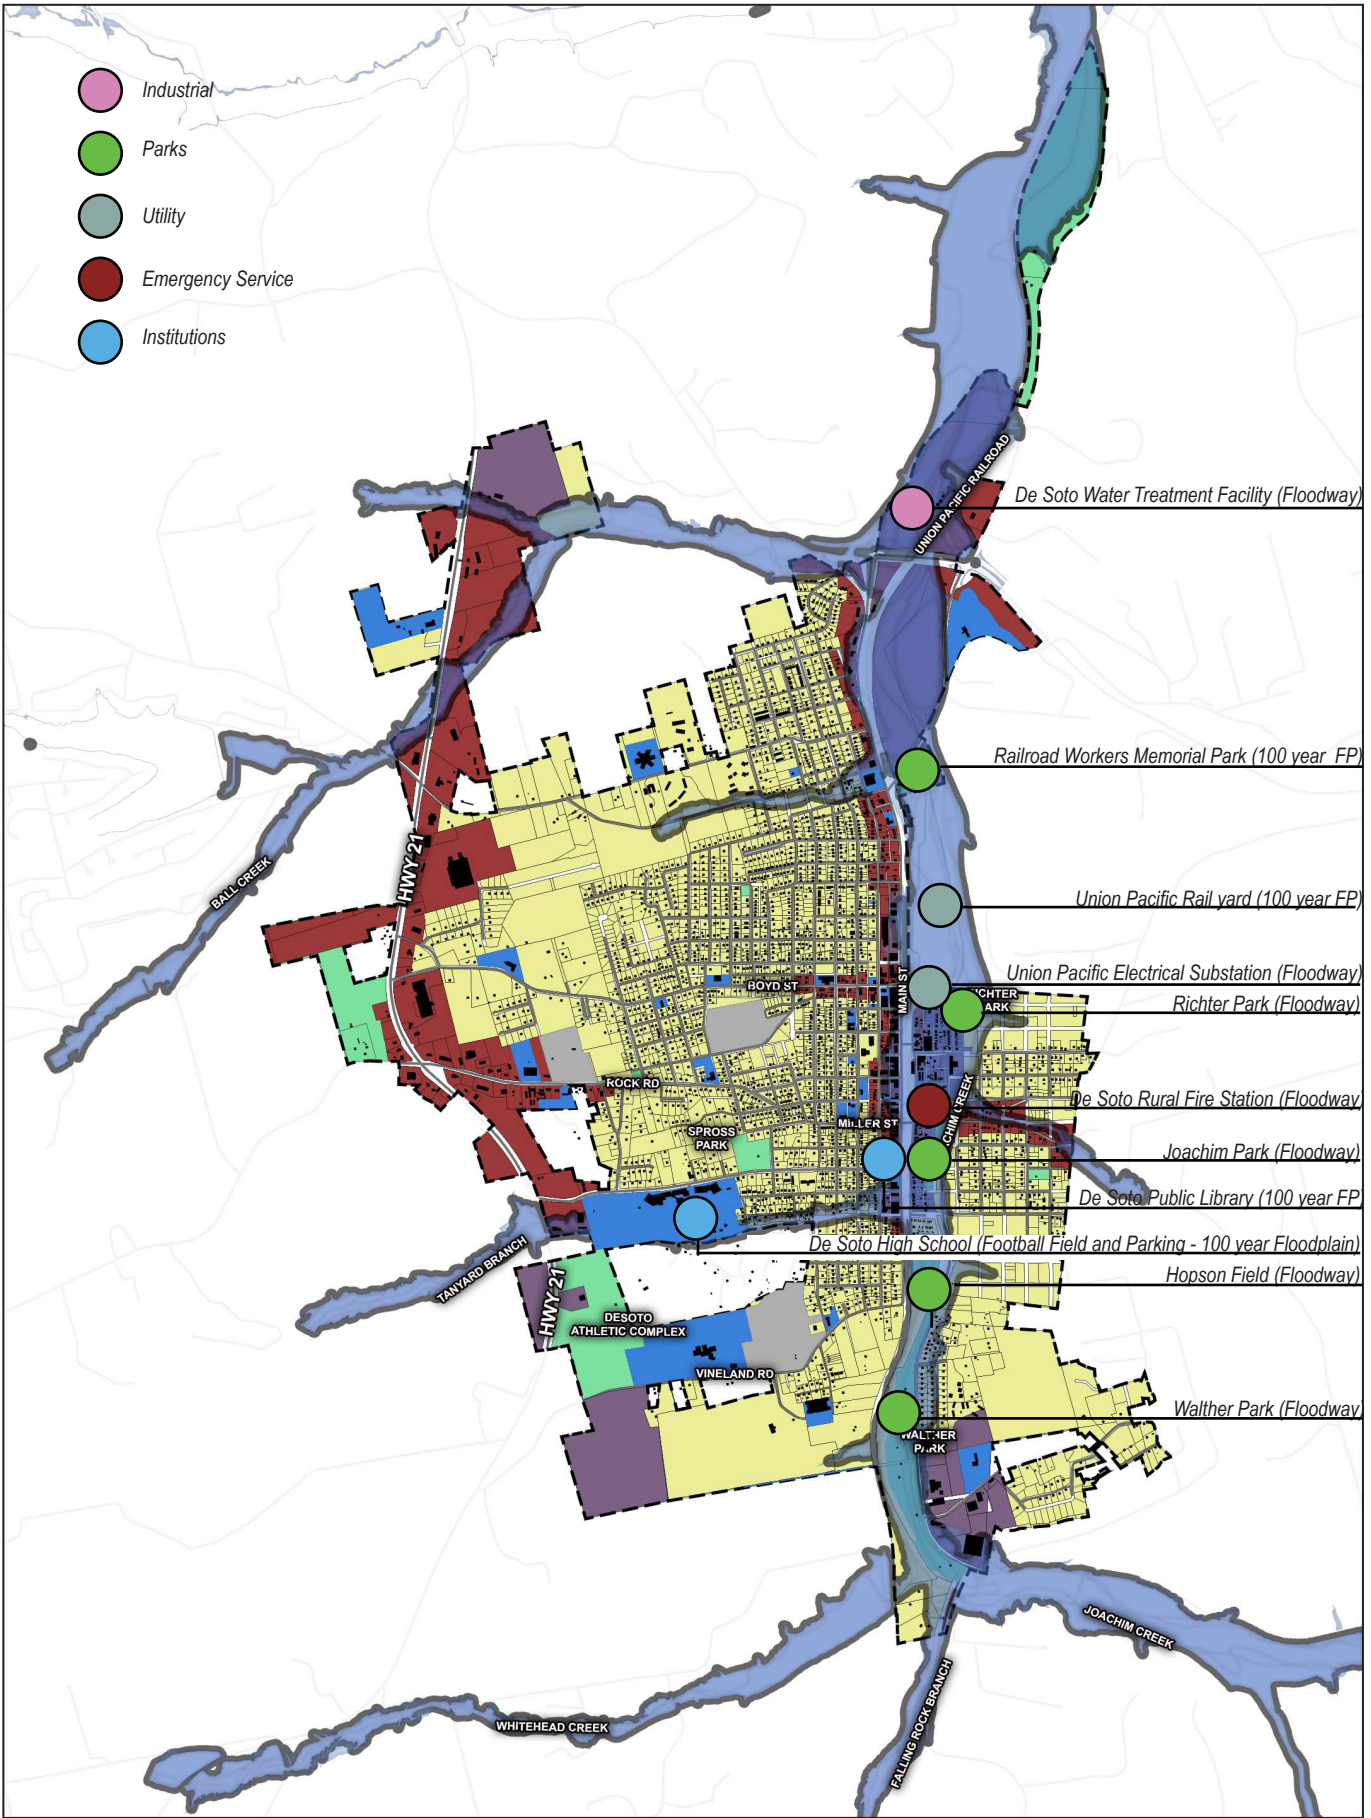 Industrial
Parks
Utility
Emergency Service
Institutions
UNION PACIFIC RAILROAD
De Soto Water Treatment Facility (Floodway)
Railroad Workers Memorial Park (100 year FP)
HWY 21
BALL CREEK
Union Pacific Rail yard (100 year FP)
Union Pacific Electrical Substation (Floodway)
BOYD ST
MAIN ST
ICHTER
ARK
Richter Park (Floodway)
ROCK RD
De Soto Rural Fire Station (Floodway)
ACHIM CREEK
MILLER ST
SPROSS
PARK
Joachim Park (Floodway)
De Soto Public Library (100 year FP)
De Soto High School (Football Field and Parking - 100 year Floodplain)
TANYARD BRANCH
Hopson Field (Floodway)
HWY 21
DESOTO
ATHLETIC COMPLEX
VINELAND RD
Walther Park (Floodway)
WALTHER
PARK
JOACHIM CREEK
WHITEHEAD CREEK
FALLING ROCK BRANCH